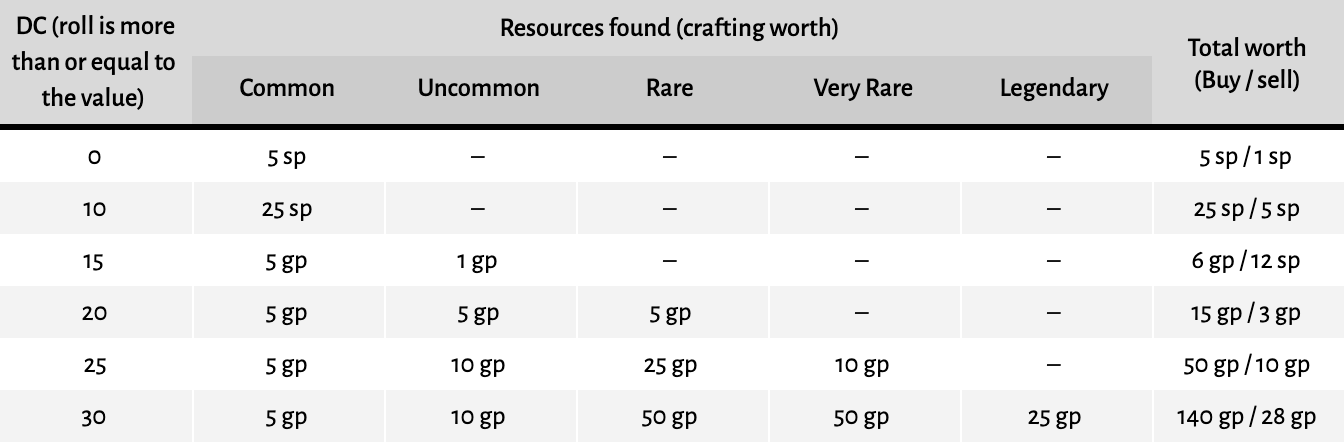 DC (roll is more than or equal to the value) Resources found (crafting worth) Total worth (Buy / sell)
Common Uncommon Rare Very Rare Legendary
0 5 sp – – – – 5 sp / 1 sp
10 25 sp – – – – 25 sp / 5 sp
15 5 gp 1 gp – – – 6 gp / 12 sp
20 5 gp 5 gp 5 gp – – 15 gp / 3 gp
25 5 gp 10 gp 25 gp 10 gp – 50 gp / 10 gp
30 5 gp 10 gp 50 gp 50 gp 25 gp 140 gp / 28 gp